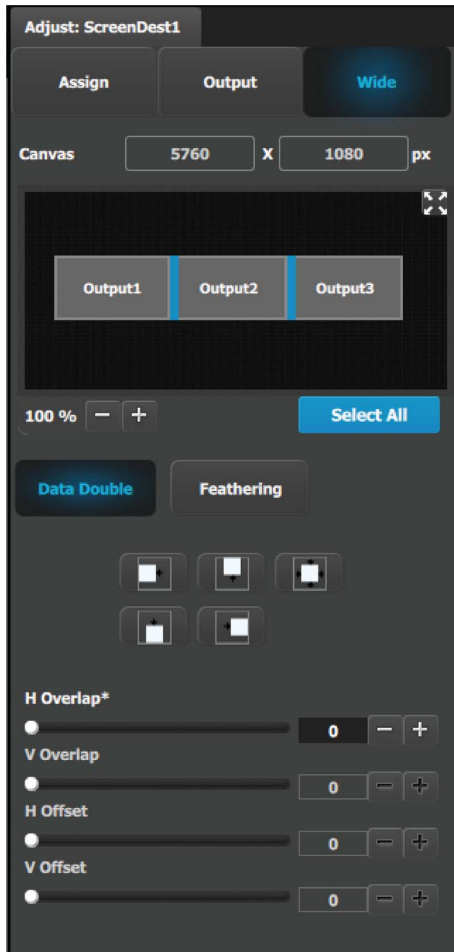 Adjust: ScreenDest1
Assign Output Wide
Canvas 5760 X 1080 px
Output1 Output2 Output3
100 % − + Select All
Data Double Feathering
H Overlap*
0 − +
V Overlap
0 − +
H Offset
0 − +
V Offset
0 − +